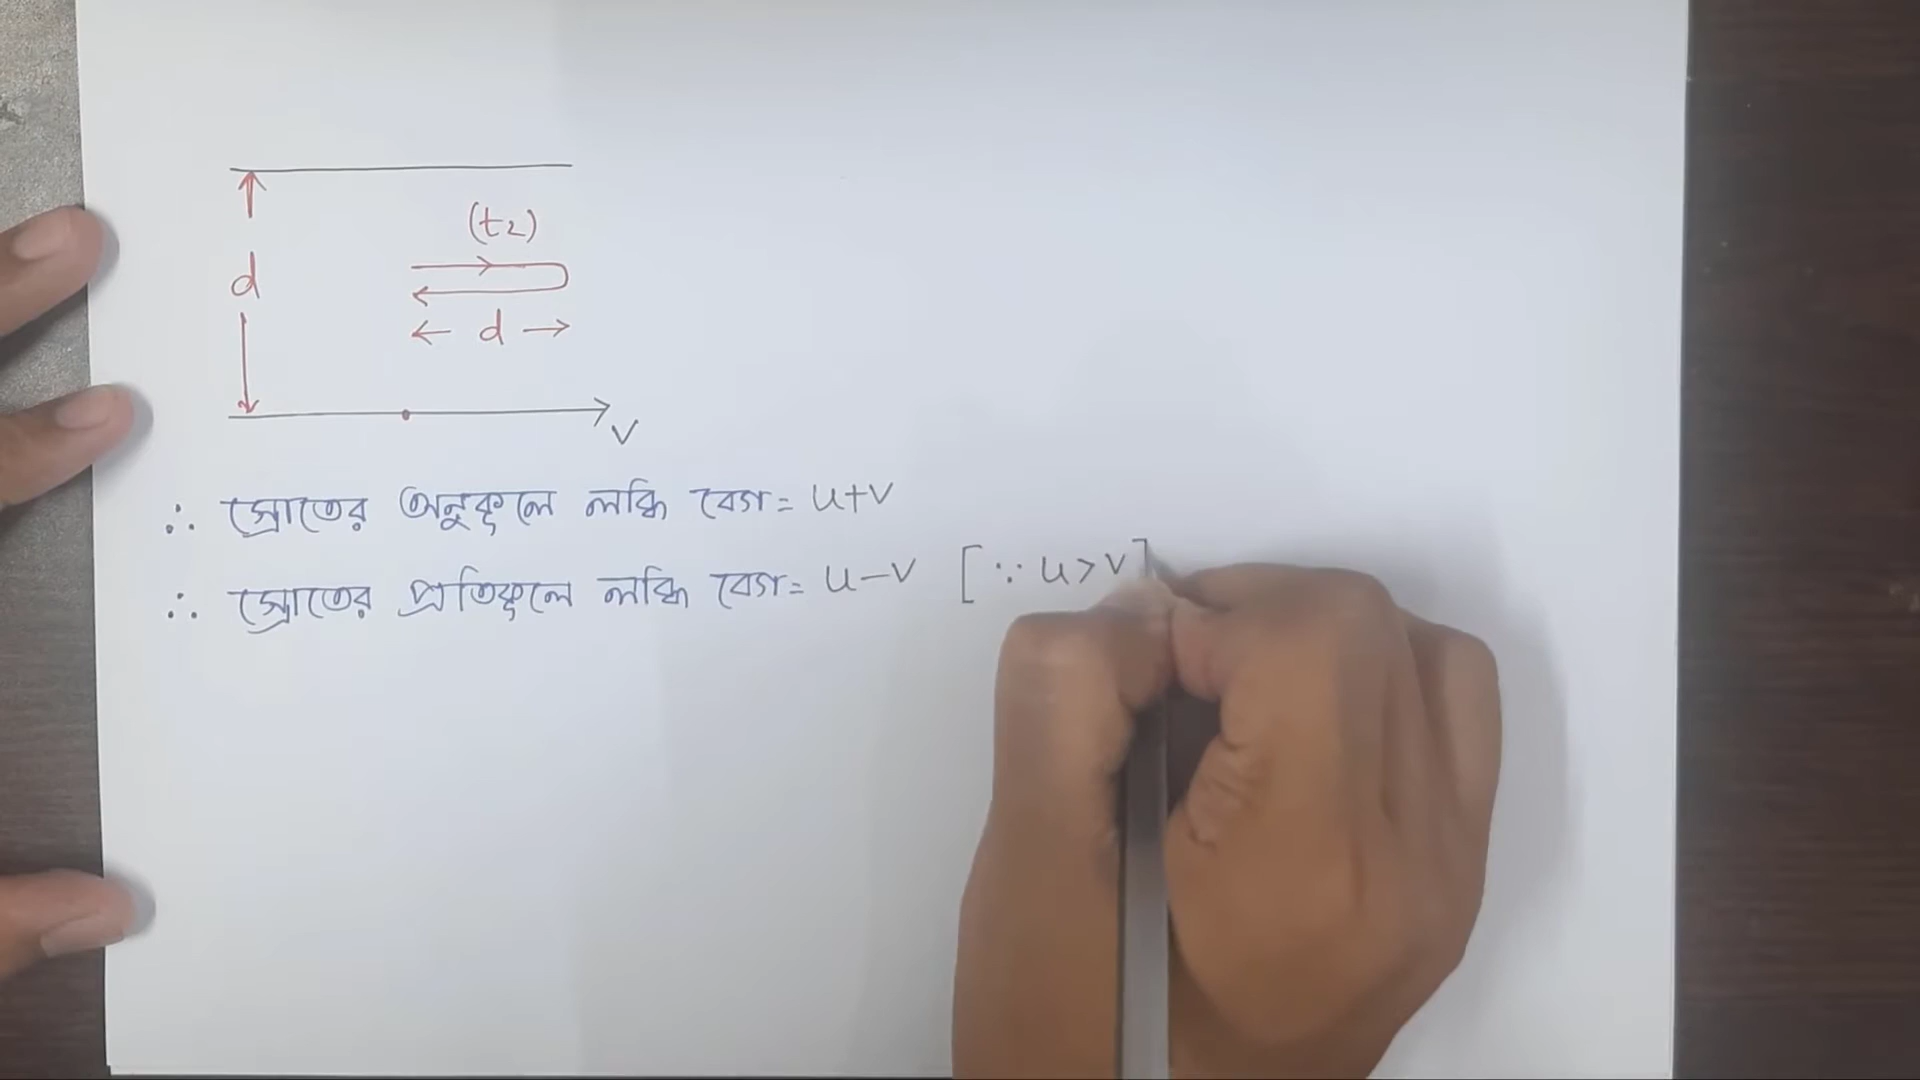 (t₂)
d
d
v
∴ স্রোতের অনুকূলে লব্ধি বেগ = u+v
∴ স্রোতের প্রতিকূলে লব্ধি বেগ = u-v [∵ u>v]